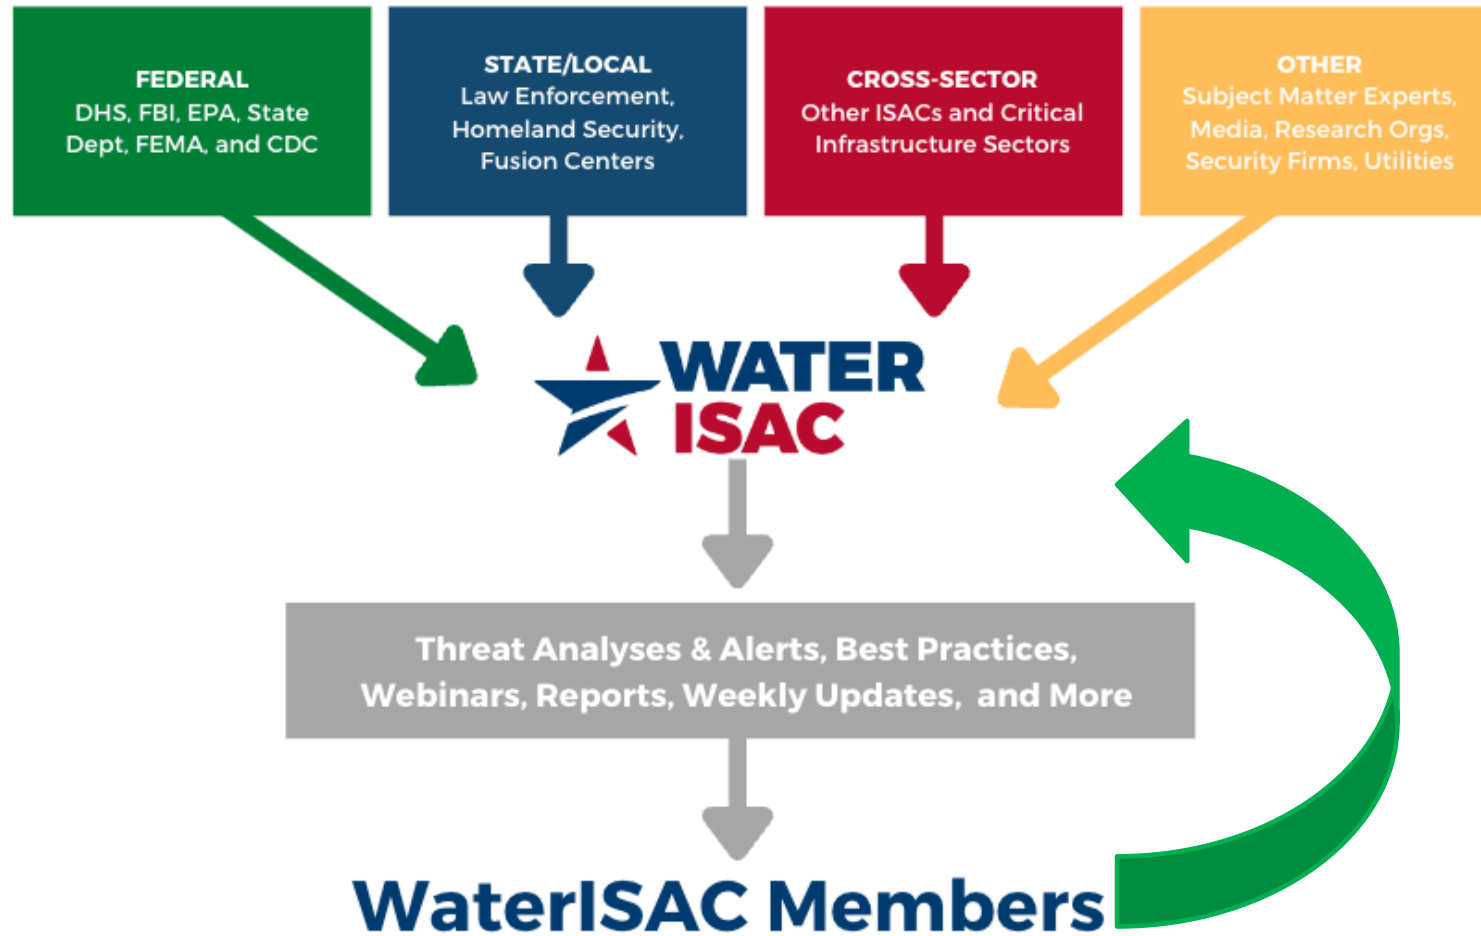 FEDERAL
DHS, FBI, EPA, State
Dept, FEMA, and CDC
STATE/LOCAL
Law Enforcement,
Homeland Security,
Fusion Centers
CROSS-SECTOR
Other ISACs and Critical
Infrastructure Sectors
OTHER
Subject Matter Experts,
Media, Research Orgs,
Security Firms, Utilities
WATER
ISAC
Threat Analyses & Alerts, Best Practices,
Webinars, Reports, Weekly Updates, and More
WaterISAC Members